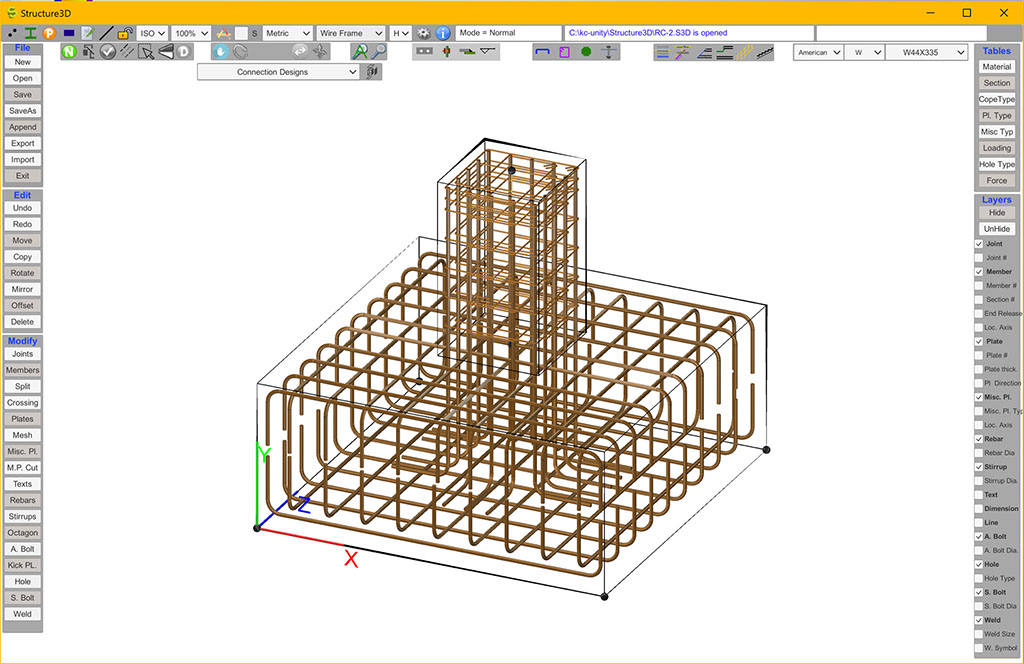 Structure3D
P
ISO
100%
S
Metric
Wire Frame
H
Mode = Normal
C:\kc-unity\Structure3D\RC-2.S3D is opened
N
D
American
W
W44X335
Connection Designs
File
New
Open
Save
SaveAs
Append
Export
Import
Exit
Edit
Undo
Redo
Move
Copy
Rotate
Mirror
Offset
Delete
Modify
Joints
Members
Split
Crossing
Plates
Mesh
Misc. Pl.
M.P. Cut
Texts
Rebars
Stirrups
Octagon
A. Bolt
Kick PL.
Hole
S. Bolt
Weld
Y
Z
X
Tables
Material
Section
CopeType
Pl. Type
Misc Typ
Loading
Hole Type
Force
Layers
Hide
UnHide
Joint
Joint #
Member
Member #
Section #
End Release
Loc. Axis
Plate
Plate #
Plate thick.
Pl Direction
Misc. Pl.
Misc. Pl. Typ
Loc. Axis
Rebar
Rebar Dia
Stirrup
Stirrup Dia.
Text
Dimension
Line
A. Bolt
A. Bolt Dia.
Hole
Hole Type
S. Bolt
S. Bolt Dia
Weld
Weld Size
W. Symbol